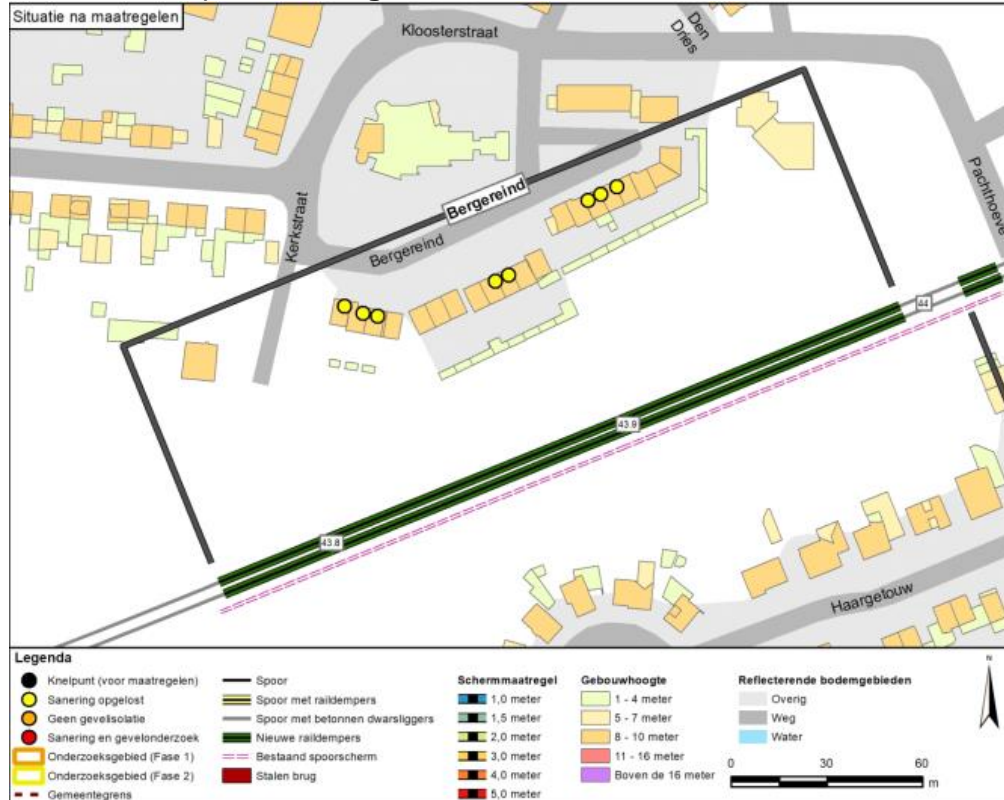 Situatie na maatregelen
Kloosterstraat
Den
Dries
Pachthoeve
Bergereind
Bergereind
Kerkstraat
44
43.9
43.8
Haargetouw
Legenda
Knelpunt (voor maatregelen)
Sanering opgelost
Geen gevelisolatie
Sanering en gevelonderzoek
Onderzoeksgebied (Fase 1)
Onderzoeksgebied (Fase 2)
Gemeentegrens
Spoor
Spoor met raildempers
Spoor met betonnen dwarsliggers
Nieuwe raildempers
Bestaand spoorscherm
Stalen brug
Schermmaatregel
1,0 meter
1,5 meter
2,0 meter
3,0 meter
4,0 meter
5,0 meter
Gebouwhoogte
1 - 4 meter
5 - 7 meter
8 - 10 meter
11 - 16 meter
Boven de 16 meter
Reflecterende bodemgebieden
Overig
Weg
Water
N
0 30 60
m